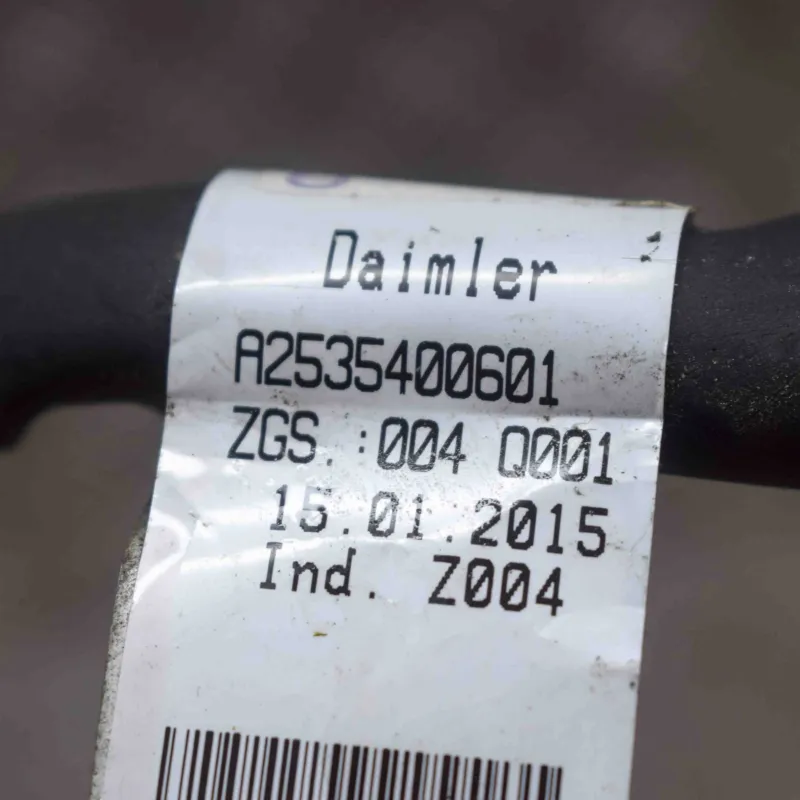 Daimler
A2535400601
ZGS. :004 Q001
15.01.2015
Ind. Z004